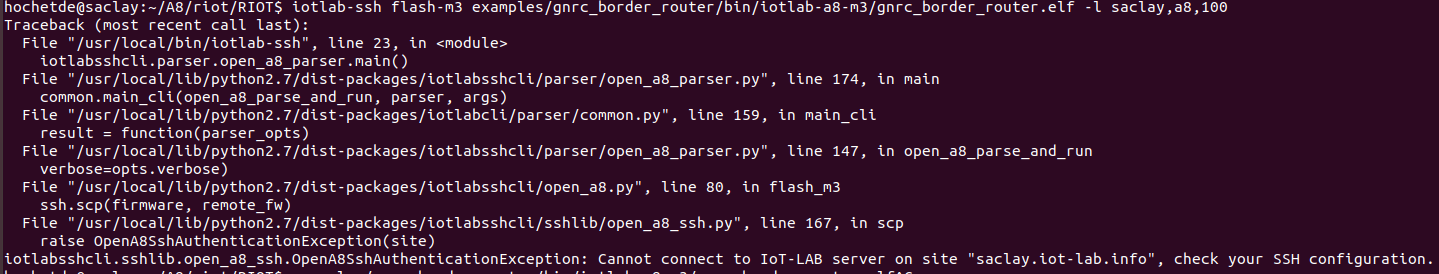 hochetde@saclay:~/A8/riot/RIOT$ iotlab-ssh flash-m3 examples/gnrc_border_router/bin/iotlab-a8-m3/gnrc_border_router.elf -l saclay,a8,100
Traceback (most recent call last):
  File "/usr/local/bin/iotlab-ssh", line 23, in <module>
    iotlabsshcli.parser.open_a8_parser.main()
  File "/usr/local/lib/python2.7/dist-packages/iotlabsshcli/parser/open_a8_parser.py", line 174, in main
    common.main_cli(open_a8_parse_and_run, parser, args)
  File "/usr/local/lib/python2.7/dist-packages/iotlabcli/parser/common.py", line 159, in main_cli
    result = function(parser_opts)
  File "/usr/local/lib/python2.7/dist-packages/iotlabsshcli/parser/open_a8_parser.py", line 147, in open_a8_parse_and_run
    verbose=opts.verbose)
  File "/usr/local/lib/python2.7/dist-packages/iotlabsshcli/open_a8.py", line 80, in flash_m3
    ssh.scp(firmware, remote_fw)
  File "/usr/local/lib/python2.7/dist-packages/iotlabsshcli/sshlib/open_a8_ssh.py", line 167, in scp
    raise OpenA8SshAuthenticationException(site)
iotlabsshcli.sshlib.open_a8_ssh.OpenA8SshAuthenticationException: Cannot connect to IoT-LAB server on site "saclay.iot-lab.info", check your SSH configuration.